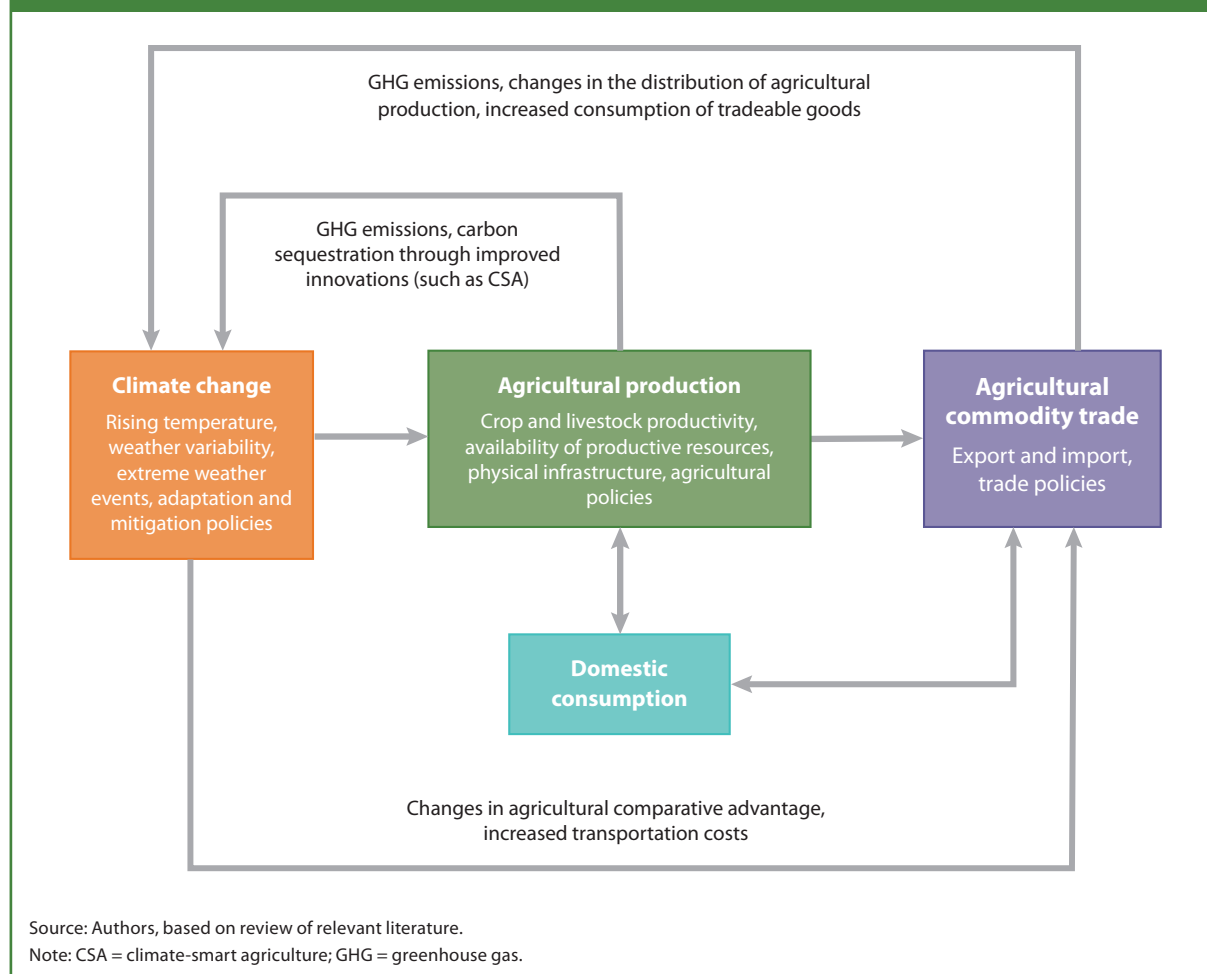 GHG emissions, changes in the distribution of agricultural
production, increased consumption of tradeable goods
GHG emissions, carbon
sequestration through improved
innovations (such as CSA)
Climate change
Rising temperature,
weather variability,
extreme weather
events, adaptation and
mitigation policies
Agricultural production
Crop and livestock productivity,
availability of productive resources,
physical infrastructure, agricultural
policies
Agricultural
commodity trade
Export and import,
trade policies
Domestic
consumption
Changes in agricultural comparative advantage,
increased transportation costs
Source: Authors, based on review of relevant literature.
Note: CSA = climate-smart agriculture; GHG = greenhouse gas.